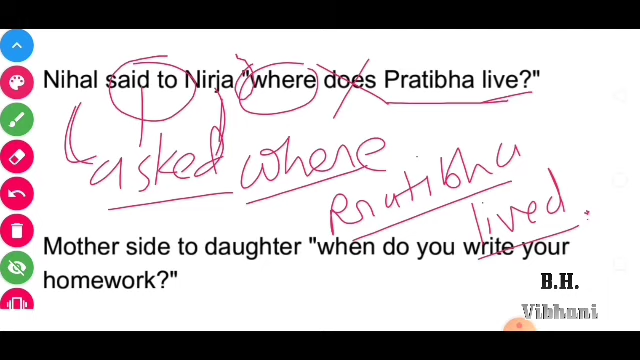 Nihal said to Nirja "where does Pratibha live?"
asked where
Pratibha
lived.
Mother side to daughter "when do you write your
homework?"
B.H.
Vibhuni